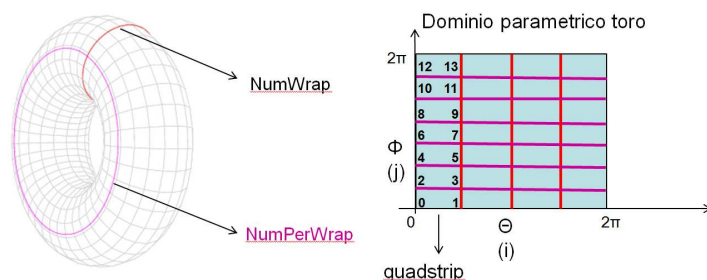 NumWrap
NumPerWrap
Dominio parametrico toro
2π
12 13
10 11
8 9
6 7
4 5
2 3
0 1
Φ
(j)
0
Θ
(i)
2π
quadstrip